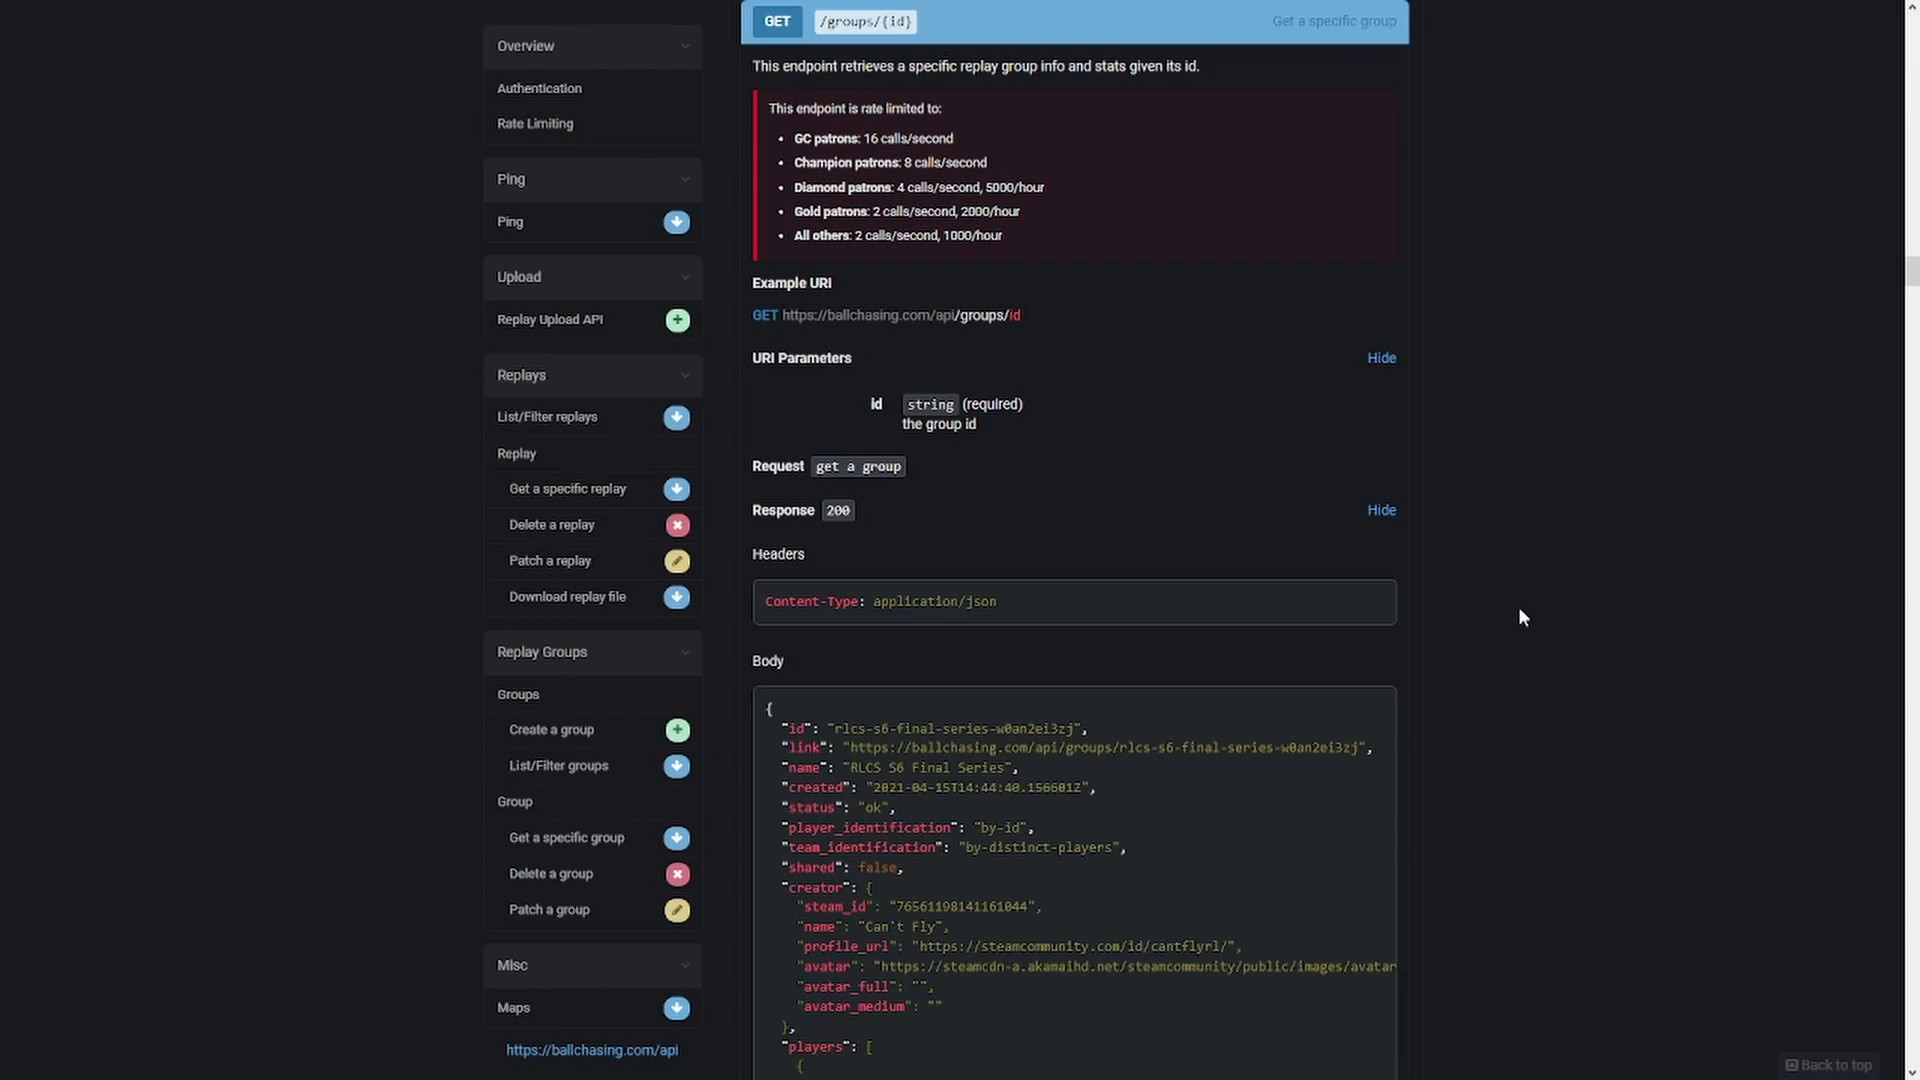 Overview
Authentication
Rate Limiting
Ping
Ping
Upload
Replay Upload API
Replays
List/Filter replays
Replay
Get a specific replay
Delete a replay
Patch a replay
Download replay file
Replay Groups
Groups
Create a group
List/Filter groups
Group
Get a specific group
Delete a group
Patch a group
Misc
Maps
https://ballchasing.com/api
GET /groups/{id} Get a specific group
This endpoint retrieves a specific replay group info and stats given its id.
This endpoint is rate limited to:
• GC patrons: 16 calls/second
• Champion patrons: 8 calls/second
• Diamond patrons: 4 calls/second, 5000/hour
• Gold patrons: 2 calls/second, 2000/hour
• All others: 2 calls/second, 1000/hour
Example URI
GET https://ballchasing.com/api/groups/id
URI Parameters Hide
id string (required)
the group id
Request get a group
Response 200 Hide
Headers
Content-Type: application/json
Body
{
"id": "rlcs-s6-final-series-w0an2ei3zj",
"link": "https://ballchasing.com/api/groups/rlcs-s6-final-series-w0an2ei3zj",
"name": "RLCS S6 Final Series",
"created": "2021-04-15T14:44:40.156601Z",
"status": "ok",
"player_identification": "by-id",
"team_identification": "by-distinct-players",
"shared": false,
"creator": {
"steam_id": "76561198141161044",
"name": "Can't Fly",
"profile_url": "https://steamcommunity.com/id/cantflyrl/",
"avatar": "https://steamcdn-a.akamaihd.net/steamcommunity/public/images/avatar
"avatar_full": "",
"avatar_medium": ""
},
"players": [
{
Back to top